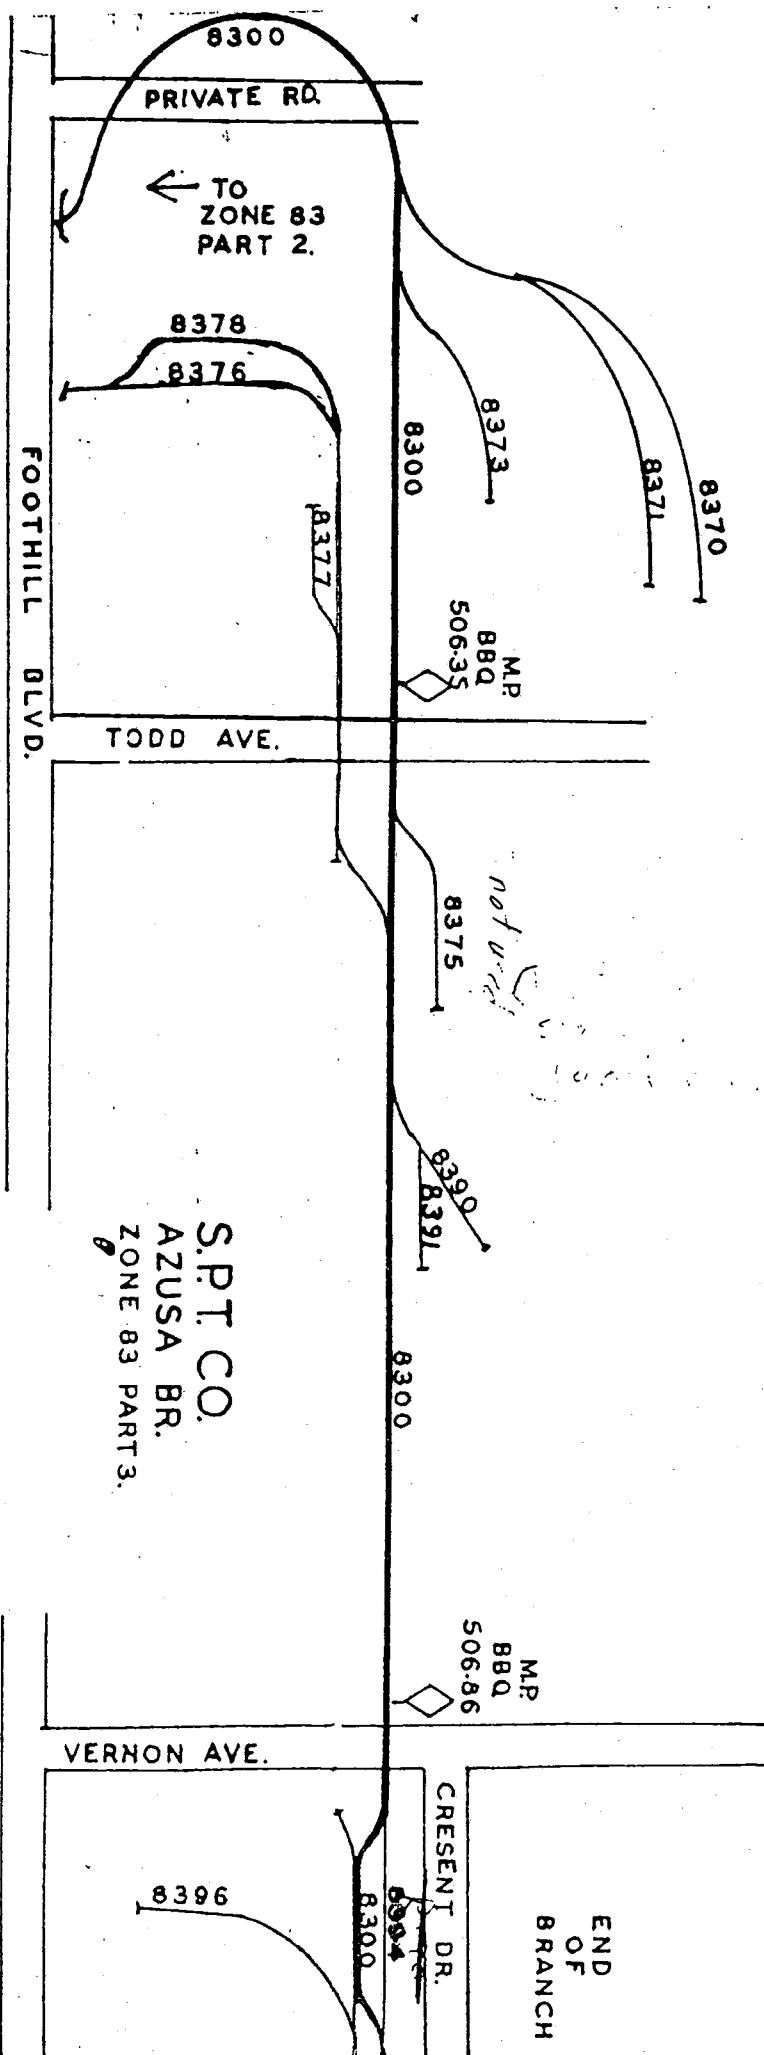 8300
PRIVATE RD.
TO
ZONE 83
PART 2.
8378
8376
8373
8300
8371
8370
8377
M.P.
BBQ
506.35
FOOTHILL BLVD.
TODD AVE.
8375
not
8390
8391
S.P.T. CO.
AZUSA BR.
ZONE 83 PART 3.
8300
M.P.
BBQ
506.86
VERNON AVE.
CRESENT DR.
8396
8300
END
OF
BRANCH